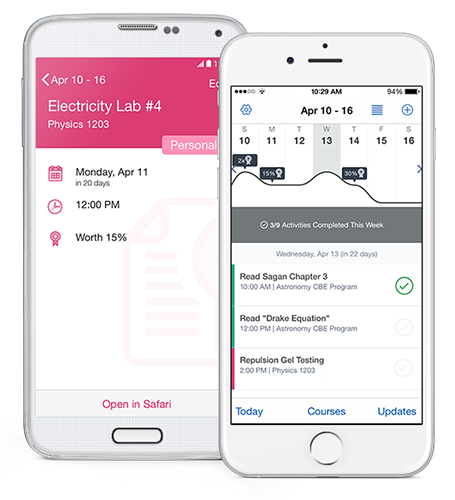 Apr 10 - 16
Electricity Lab #4
Physics 1203
Personal
Monday, Apr 11
in 20 days
12:00 PM
Worth 15%
Open in Safari
10:29 AM
94%
Apr 10 - 16
S M T W T F S
10 11 12 13 14 15 16
2x
15%
30%
3/9 Activities Completed This Week
Wednesday, Apr 13 (in 22 days)
Read Sagan Chapter 3
10:00 AM | Astronomy CBE Program
Read "Drake Equation"
12:00 PM | Astronomy CBE Program
Repulsion Gel Testing
2:00 PM | Physics 1203
Today Courses Updates